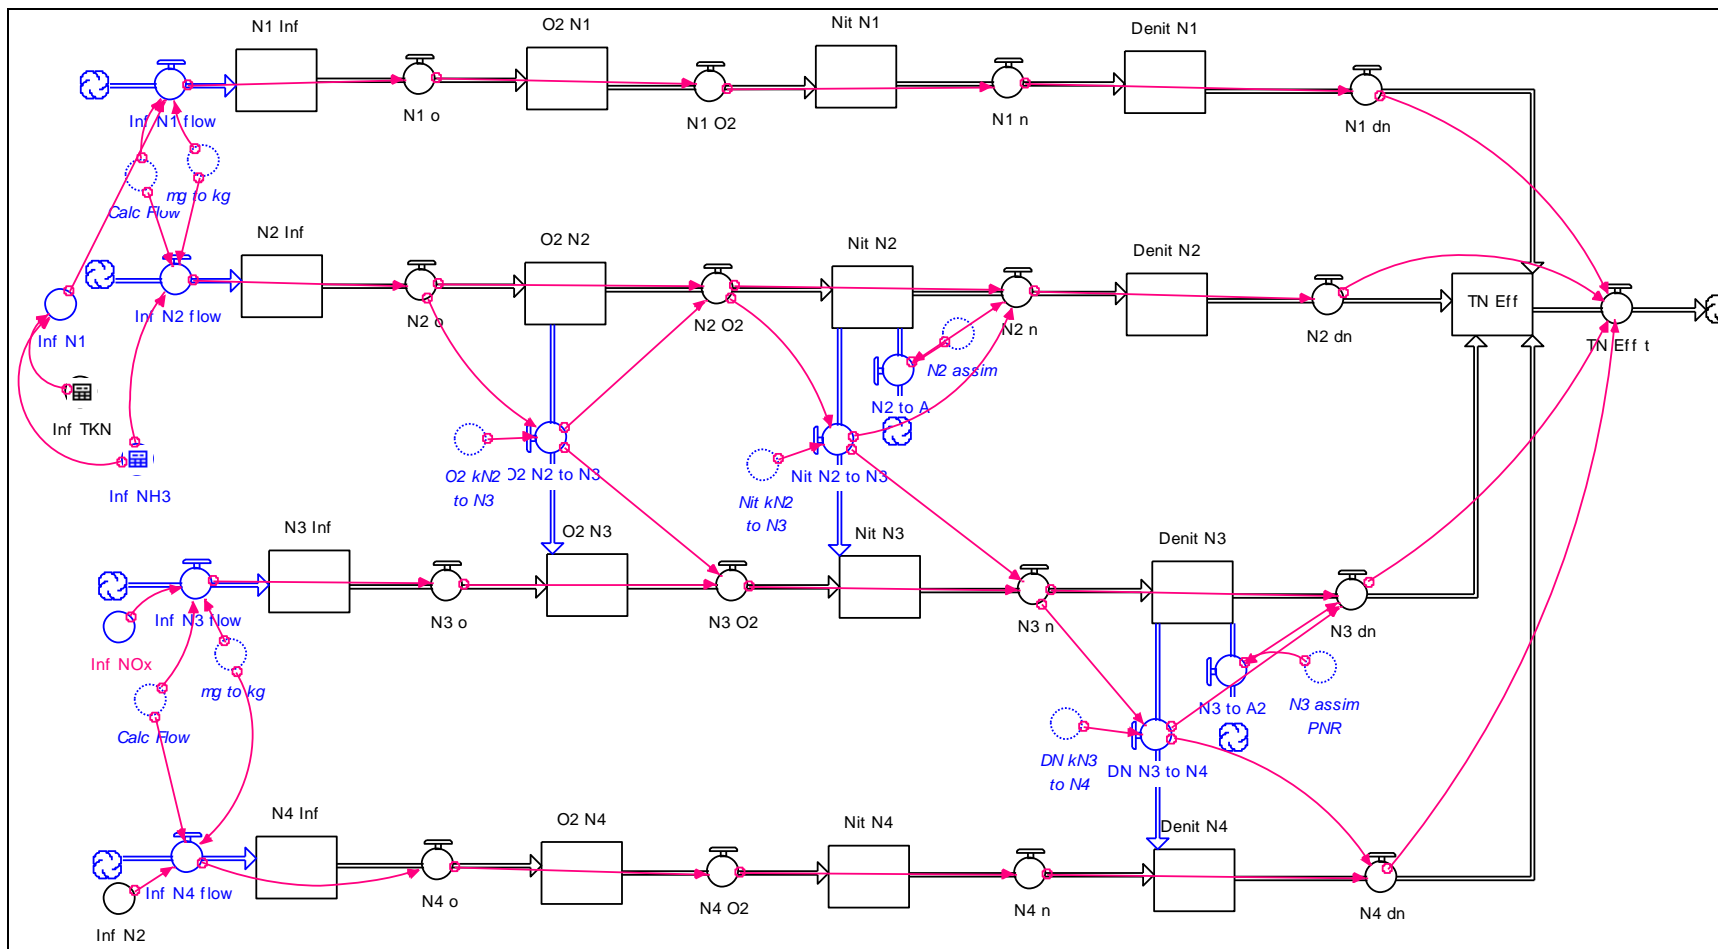 N1 Inf
O2 N1
Nit N1
Denit N1
Inf N1 flow
N1 o
N1 O2
N1 n
N1 dn
mg to kg
Calc Flow
N2 Inf
O2 N2
Nit N2
Denit N2
TN Eff
Inf N1
Inf N2 flow
N2 o
N2 O2
N2 n
N2 dn
TN Eff t
N2 assim
Inf TKN
N2 to A
O2 kN2
to N3
O2 N2 to N3
Nit kN2
to N3
Nit N2 to N3
Inf NH3
N3 Inf
O2 N3
Nit N3
Denit N3
Inf N3 flow
N3 o
N3 O2
N3 n
N3 dn
Inf NOx
mg to kg
Calc Flow
N3 to A2
N3 assim
PNR
DN kN3
to N4
DN N3 to N4
N4 Inf
O2 N4
Nit N4
Denit N4
Inf N4 flow
N4 o
N4 O2
N4 n
N4 dn
Inf N2